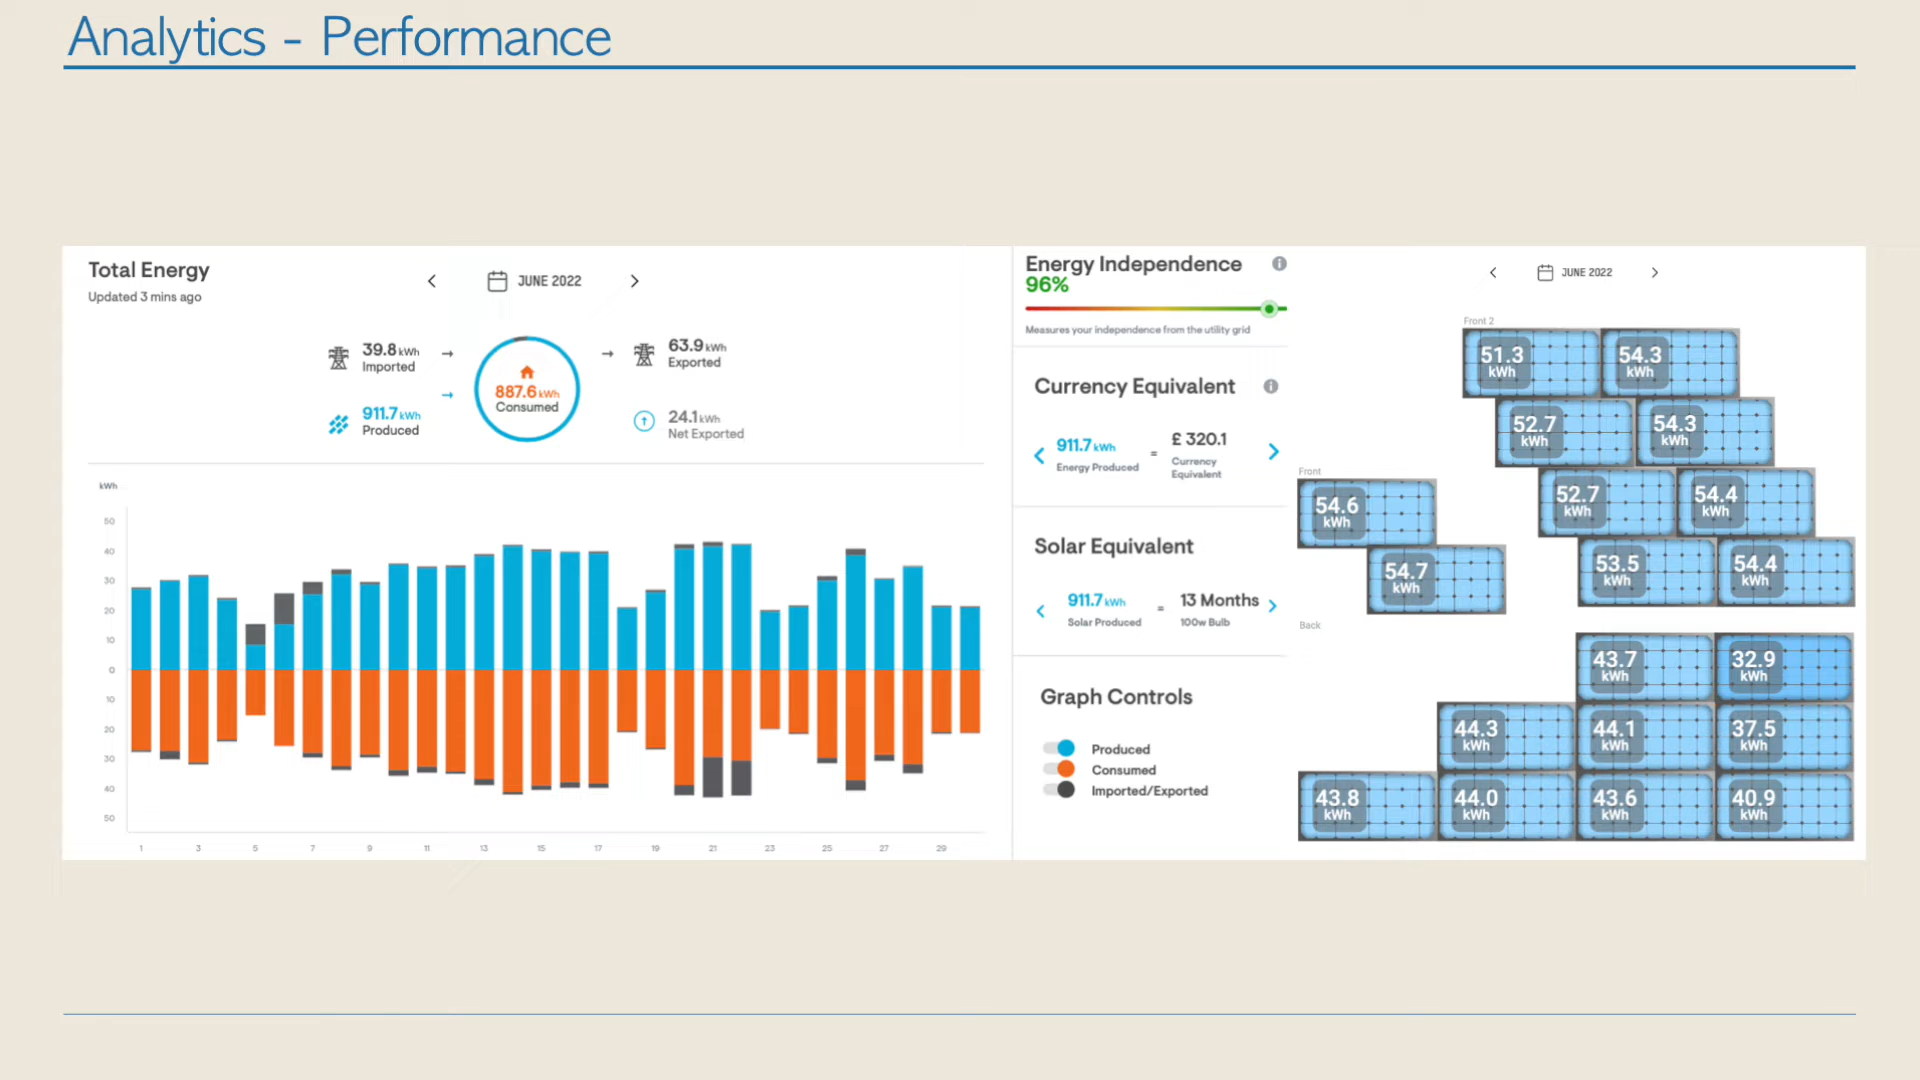 Analytics - Performance
Total Energy
Updated 3 mins ago
JUNE 2022
39.8 kWh
Imported
911.7 kWh
Produced
887.6 kWh
Consumed
63.9 kWh
Exported
24.1 kWh
Net Exported
kWh
50
40
30
20
10
0
10
20
30
40
50
1 3 5 7 9 11 13 15 17 19 21 23 25 27 29
Energy Independence
96%
Measures your independence from the utility grid
Currency Equivalent
911.7 kWh
Energy Produced
=
£ 320.1
Currency
Equivalent
Solar Equivalent
911.7 kWh
Solar Produced
=
13 Months
100w Bulb
Graph Controls
Produced
Consumed
Imported/Exported
JUNE 2022
Front 2
51.3 kWh
54.3 kWh
52.7 kWh
54.3 kWh
52.7 kWh
54.4 kWh
53.5 kWh
54.4 kWh
Front
54.6 kWh
54.7 kWh
Back
43.7 kWh
32.9 kWh
44.3 kWh
44.1 kWh
37.5 kWh
43.8 kWh
44.0 kWh
43.6 kWh
40.9 kWh